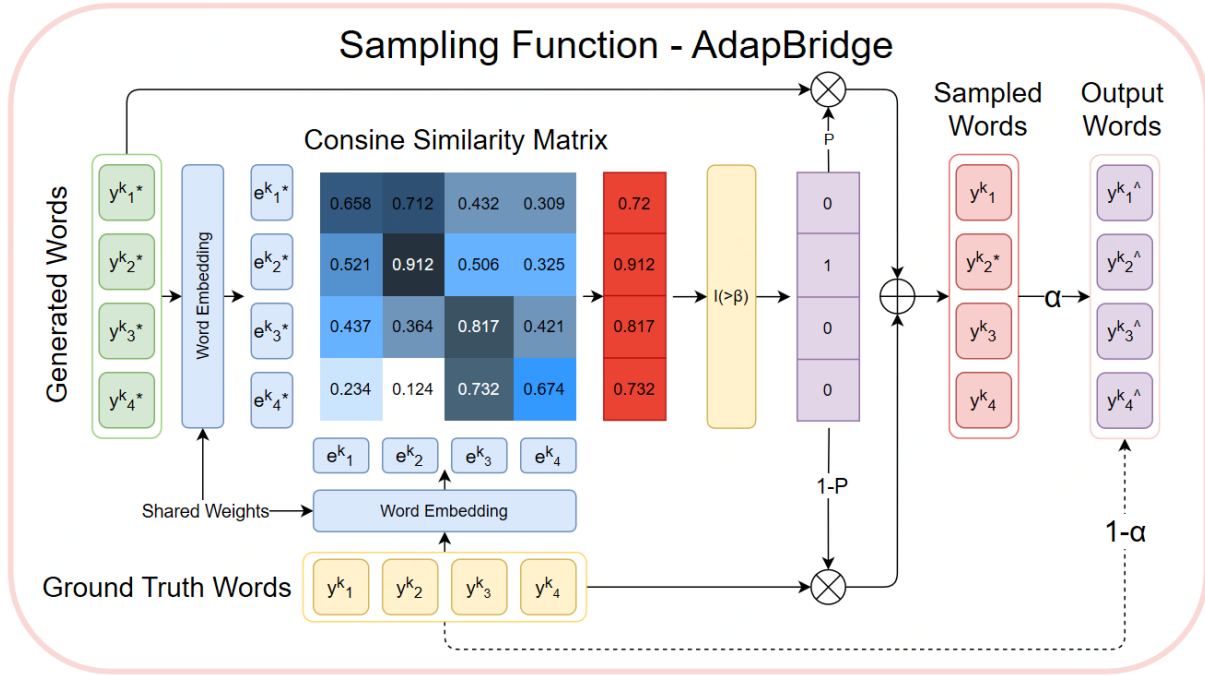 Sampling Function - AdapBridge
Sampled
Words
Output
Words
Consine Similarity Matrix
P
Generated Words
y^k_1*
y^k_2*
y^k_3*
y^k_4*
Word Embedding
e^k_1*
e^k_2*
e^k_3*
e^k_4*
0.658 0.712 0.432 0.309
0.521 0.912 0.506 0.325
0.437 0.364 0.817 0.421
0.234 0.124 0.732 0.674
0.72
0.912
0.817
0.732
I(>β)
0
1
0
0
y^k_1
y^k_2*
y^k_3
y^k_4
α
y^k_1^
y^k_2^
y^k_3^
y^k_4^
e^k_1 e^k_2 e^k_3 e^k_4
1-P
Shared Weights
Word Embedding
1-α
Ground Truth Words
y^k_1 y^k_2 y^k_3 y^k_4